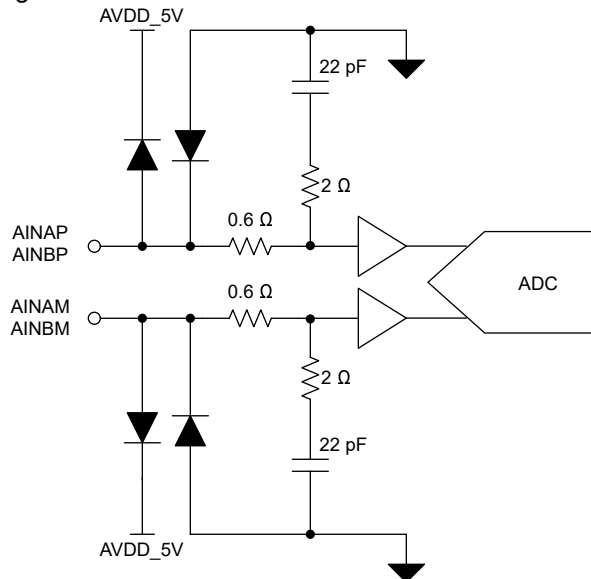 g
AVDD_5V
22 pF
2 Ω
0.6 Ω
AINAP
AINBP
ADC
0.6 Ω
AINAM
AINBM
2 Ω
22 pF
AVDD_5V